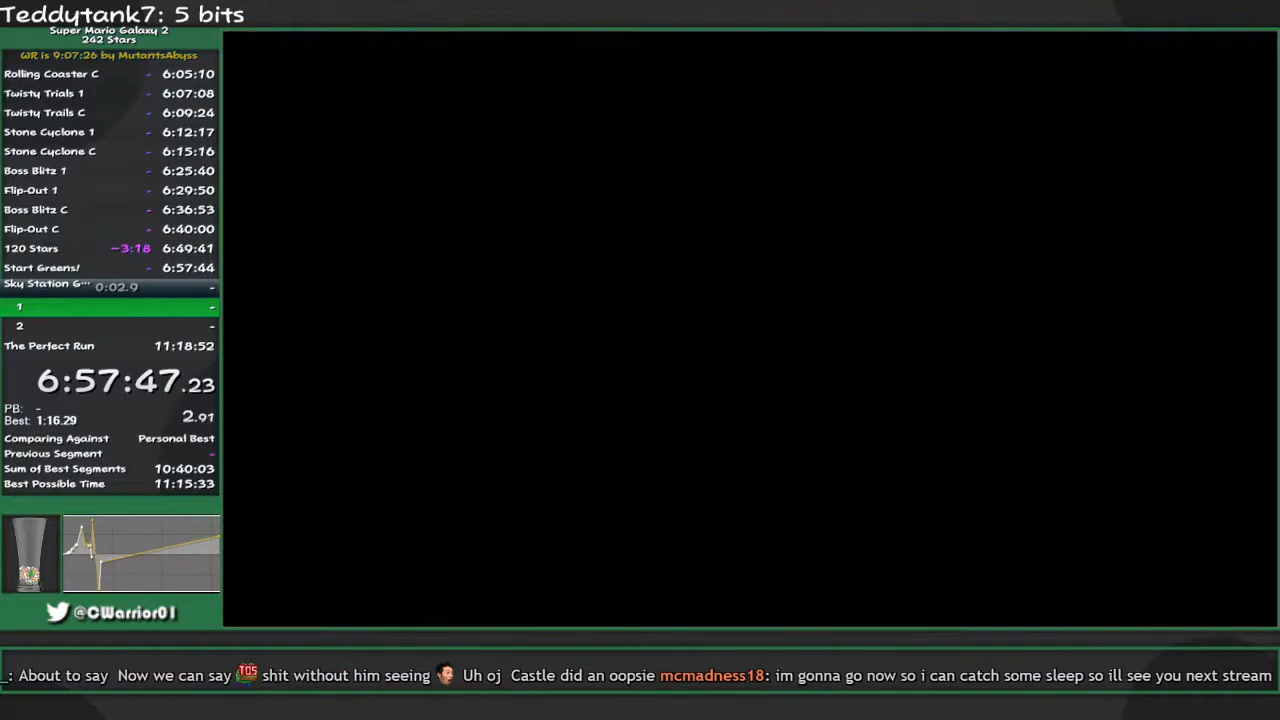 Teddytank7: 5 bits
Super Mario Galaxy 2
242 Stars
WR is 9:07:26 by MutantsAbyss
Rolling Coaster C - 6:05:10
Twisty Trials 1 - 6:07:08
Twisty Trails C - 6:09:24
Stone Cyclone 1 - 6:12:17
Stone Cyclone C - 6:15:16
Boss Blitz 1 - 6:25:40
Flip-Out 1 - 6:29:50
Boss Blitz C - 6:36:53
Flip-Out C - 6:40:00
120 Stars -3:18 6:49:41
Start Greens! - 6:57:44
Sky Station G... 0:02.9 -
1 -
2 -
The Perfect Run 11:18:52
6:57:47.23
PB: -
Best: 1:16.29 2.91
Comparing Against Personal Best
Previous Segment -
Sum of Best Segments 10:40:03
Best Possible Time 11:15:33
@CWarrior01
_: About to say Now we can say TOS shit without him seeing Uh oj Castle did an oopsie mcmadness18: im gonna go now so i can catch some sleep so ill see you next stream